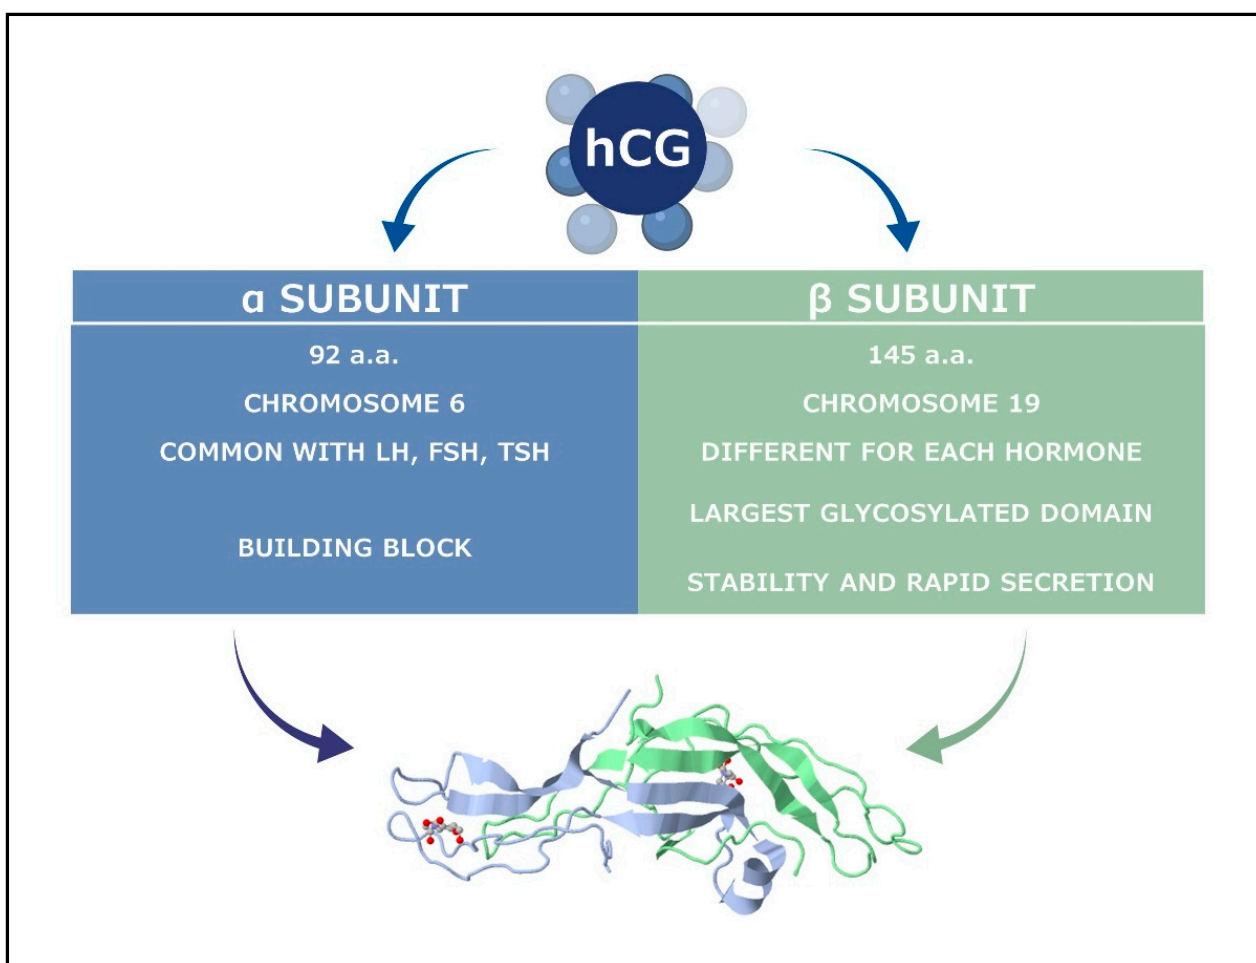 hCG
α SUBUNIT
92 a.a.
CHROMOSOME 6
COMMON WITH LH, FSH, TSH
BUILDING BLOCK
β SUBUNIT
145 a.a.
CHROMOSOME 19
DIFFERENT FOR EACH HORMONE
LARGEST GLYCOSYLATED DOMAIN
STABILITY AND RAPID SECRETION